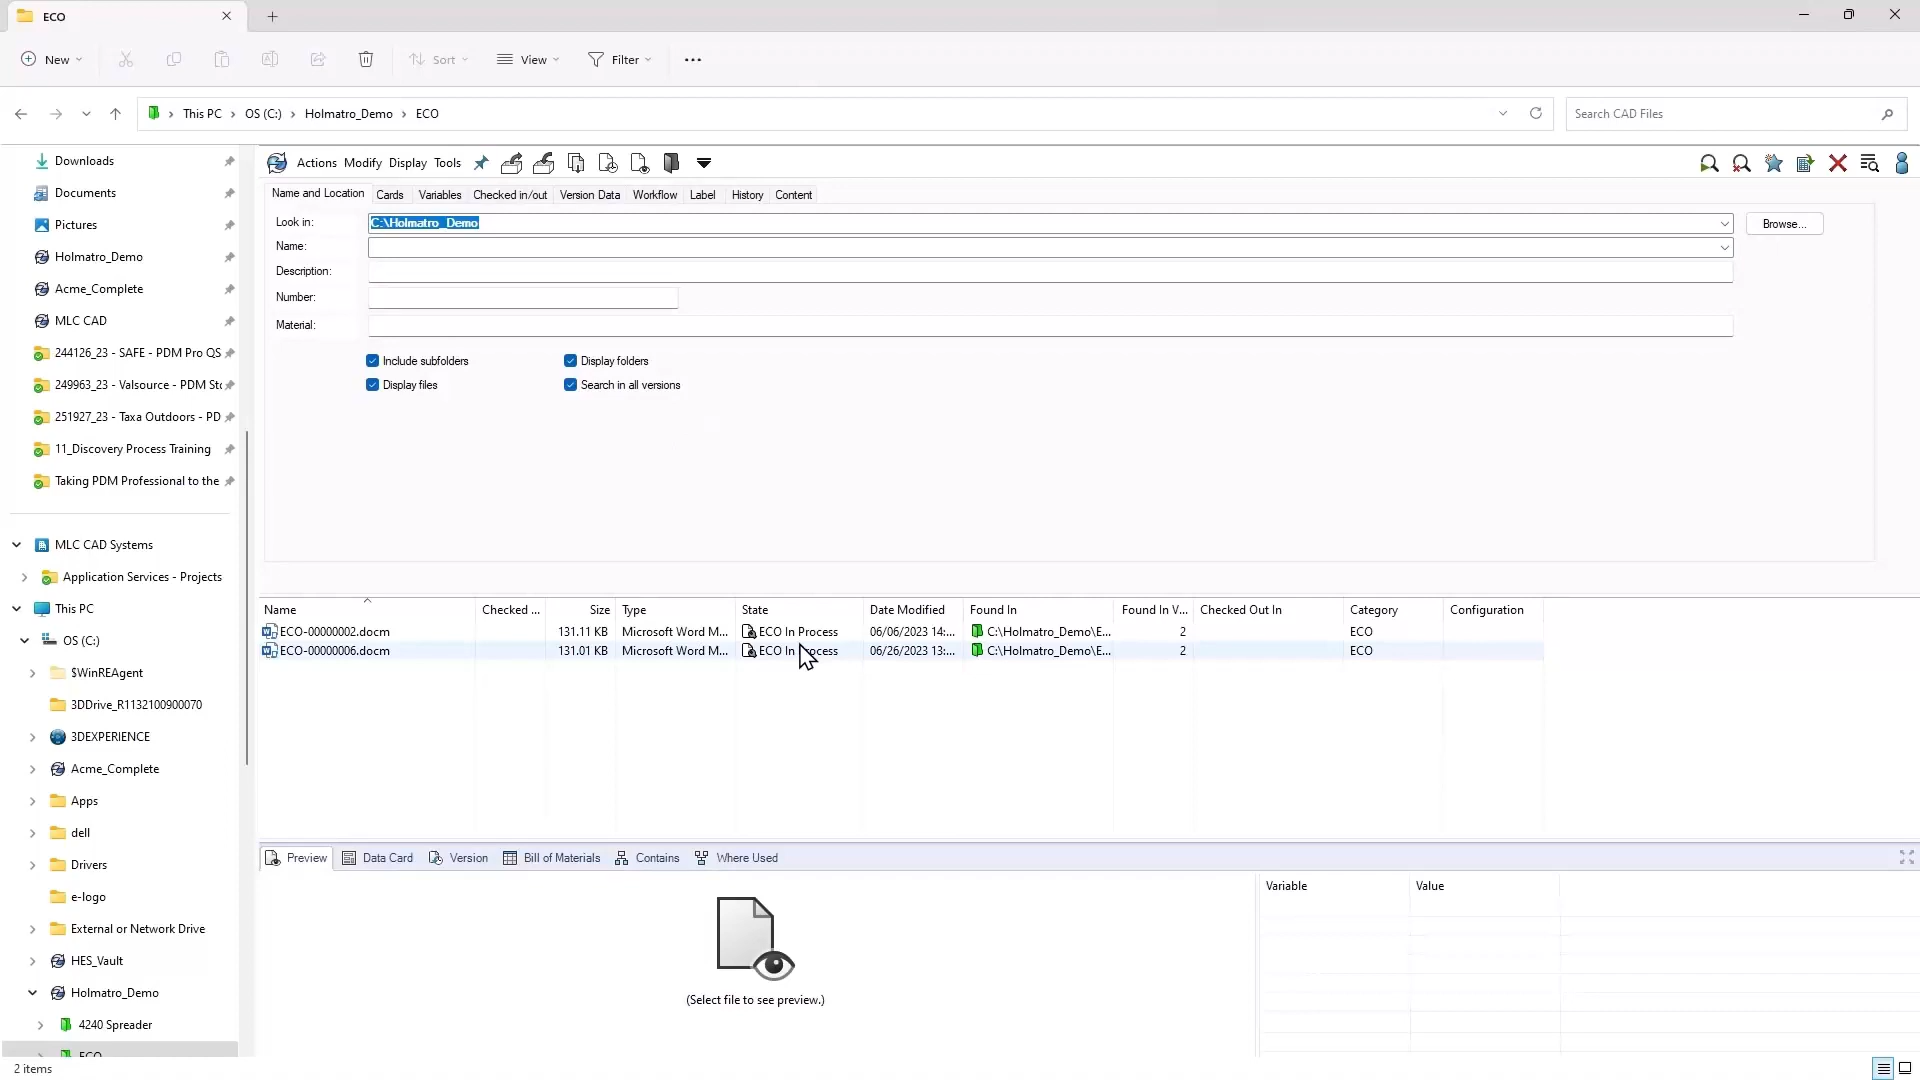 ECO
New
Sort
View
Filter
This PC
OS (C:)
Holmatro_Demo
ECO
Search CAD Files
Downloads
Documents
Pictures
Holmatro_Demo
Acme_Complete
MLC CAD
244126_23 - SAFE - PDM Pro QS
249963_23 - Valsource - PDM Sta
251927_23 - Taxa Outdoors - PD
11_Discovery Process Training
Taking PDM Professional to the
MLC CAD Systems
Application Services - Projects
This PC
OS (C:)
$WinREAgent
3DDrive_R1132100900070
3DEXPERIENCE
Acme_Complete
Apps
dell
Drivers
e-logo
External or Network Drive
HES_Vault
Holmatro_Demo
4240 Spreader
ECO
2 items
Actions Modify Display Tools
Name and Location Cards Variables Checked in/out Version Data Workflow Label History Content
Look in: C:\Holmatro_Demo Browse...
Name:
Description:
Number:
Material:
Include subfolders Display folders
Display files Search in all versions
Name Checked ... Size Type State Date Modified Found In Found In V... Checked Out In Category Configuration
ECO-00000002.docm 131.11 KB Microsoft Word M... ECO In Process 06/06/2023 14:... C:\Holmatro_Demo\E... 2 ECO
ECO-00000006.docm 131.01 KB Microsoft Word M... ECO In Process 06/26/2023 13:... C:\Holmatro_Demo\E... 2 ECO
Preview Data Card Version Bill of Materials Contains Where Used
Variable Value
(Select file to see preview.)